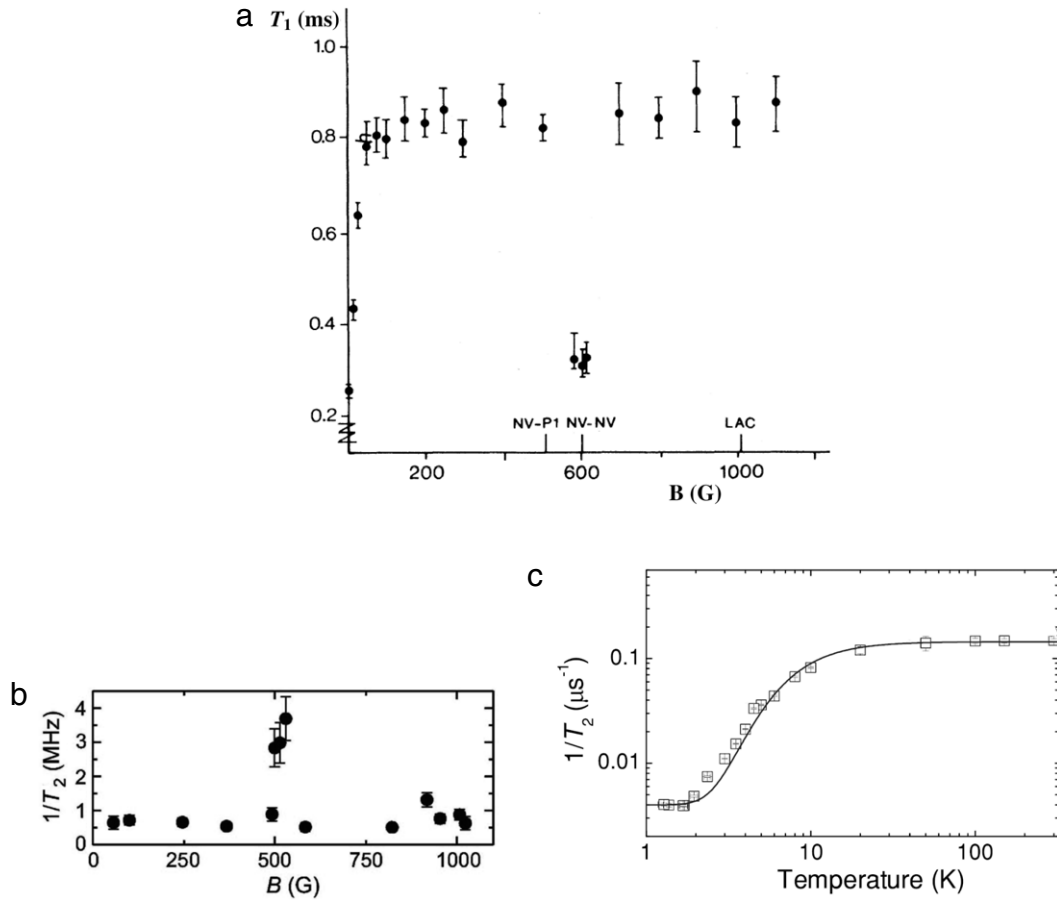 a
T1 (ms)
1.0
0.8
0.6
0.4
0.2
NV-P1 NV-NV LAC
200 600 1000
B (G)
b
1/T2 (MHz)
4
3
2
1
0
0 250 500 750 1000
B (G)
c
1/T2 (μs-1)
0.1
0.01
1 10 100
Temperature (K)